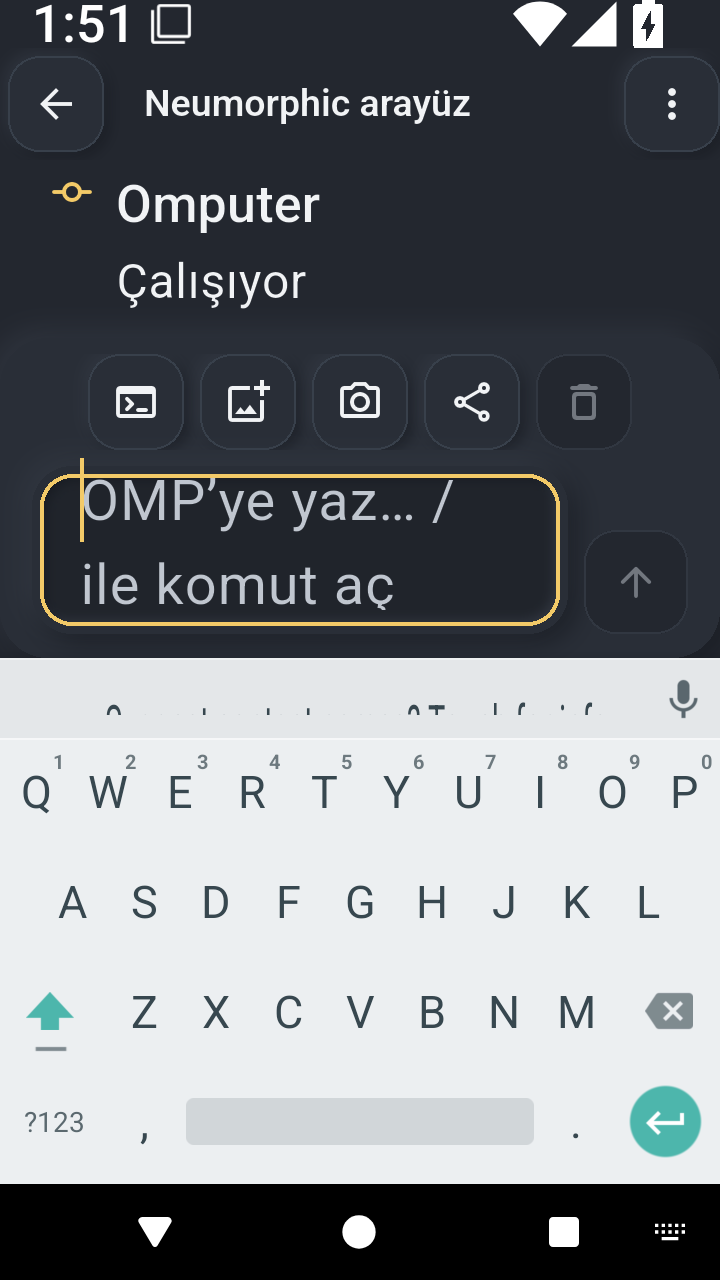 1:51
Neumorphic arayüz
Omputer
Çalışıyor
OMP’ye yaz… /
ile komut aç
1 2 3 4 5 6 7 8 9 0
Q W E R T Y U I O P
A S D F G H J K L
Z X C V B N M
?123 , .